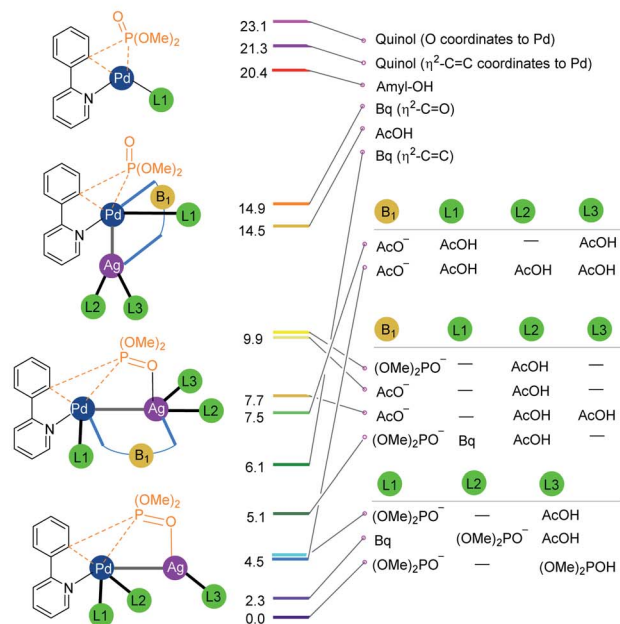 O
P(OMe)2
Pd
N
L1
O
P(OMe)2
B1
Pd
L1
N
Ag
L2
L3
(OMe)2
P=O
L3
Pd
Ag
L2
N
L1
B1
(OMe)2
P=O
Pd
Ag
N
L2
L3
L1
23.1
21.3
20.4
14.9
14.5
9.9
7.7
7.5
6.1
5.1
4.5
2.3
0.0
Quinol (O coordinates to Pd)
Quinol (η²-C=C coordinates to Pd)
Amyl-OH
Bq (η²-C=O)
AcOH
Bq (η²-C=C)
B1 L1 L2 L3
AcO⁻ AcOH — AcOH
AcO⁻ AcOH AcOH AcOH
B1 L1 L2 L3
(OMe)2PO⁻ — AcOH —
AcO⁻ — AcOH —
AcO⁻ — AcOH AcOH
(OMe)2PO⁻ Bq AcOH —
L1 L2 L3
(OMe)2PO⁻ — AcOH
Bq (OMe)2PO⁻ AcOH
(OMe)2PO⁻ — (OMe)2POH